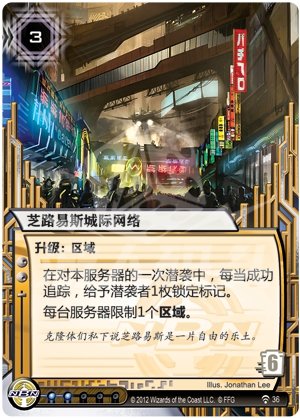 3
芝路易斯城际网络
升级：区域
在对本服务器的一次潜袭中，每当成功
追踪，给予潜袭者1枚锁定标记。
每台服务器限制1个区域。
克隆体们私下说芝路易斯是一片自由的乐土。
6
Illus. Jonathan Lee
NBN
© 2012 Wizards of the Coast LLC. © FFG
36